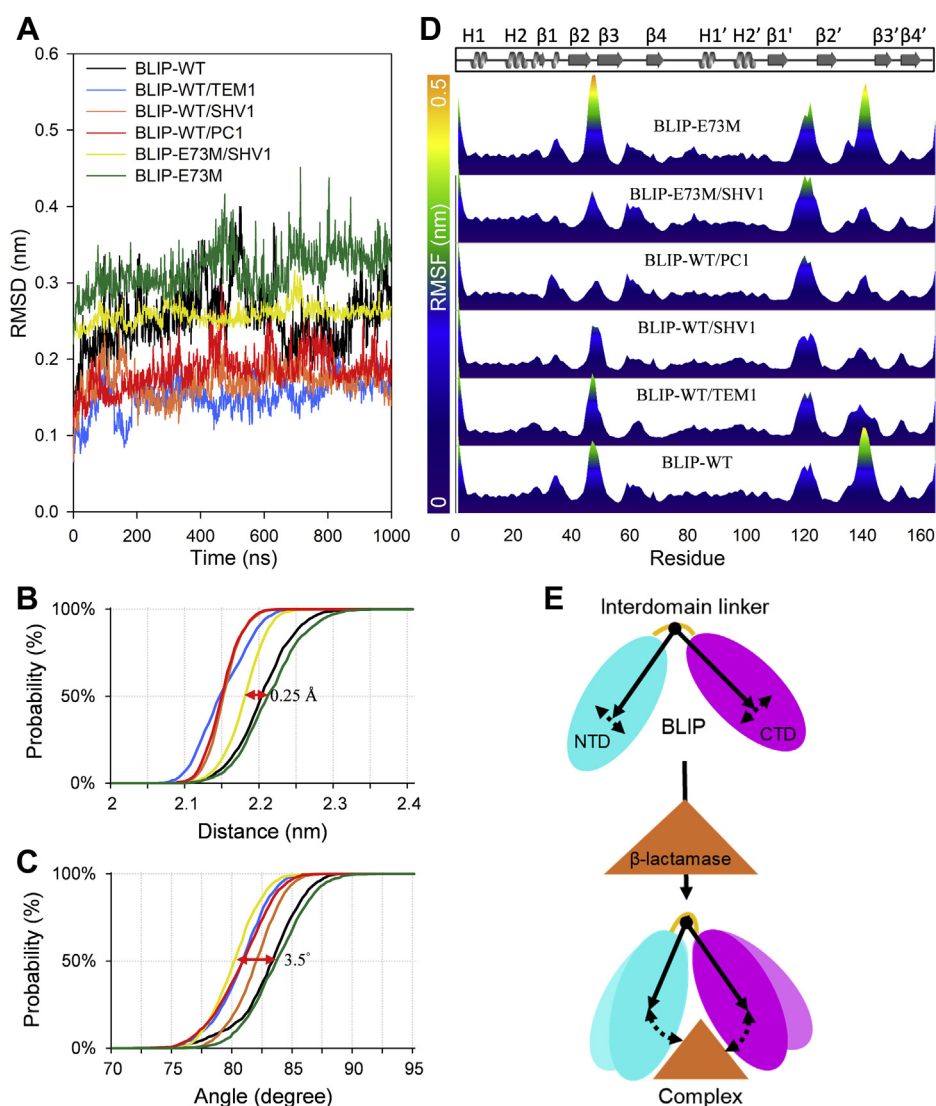 A
0.6
0.5
0.4
0.3
0.2
0.1
0.0
RMSD (nm)
BLIP-WT
BLIP-WT/TEM1
BLIP-WT/SHV1
BLIP-WT/PC1
BLIP-E73M/SHV1
BLIP-E73M
0 200 400 600 800 1000
Time (ns)
B
100%
50%
0%
Probability (%)
0.25 Å
2 2.1 2.2 2.3 2.4
Distance (nm)
C
100%
50%
0%
Probability (%)
3.5°
70 75 80 85 90 95
Angle (degree)
D
H1 H2 β1 β2 β3 β4 H1' H2' β1' β2' β3' β4'
0.5
RMSF (nm)
0
BLIP-E73M
BLIP-E73M/SHV1
BLIP-WT/PC1
BLIP-WT/SHV1
BLIP-WT/TEM1
BLIP-WT
0 20 40 60 80 100 120 140 160
Residue
E
Interdomain linker
NTD
BLIP
CTD
β-lactamase
Complex